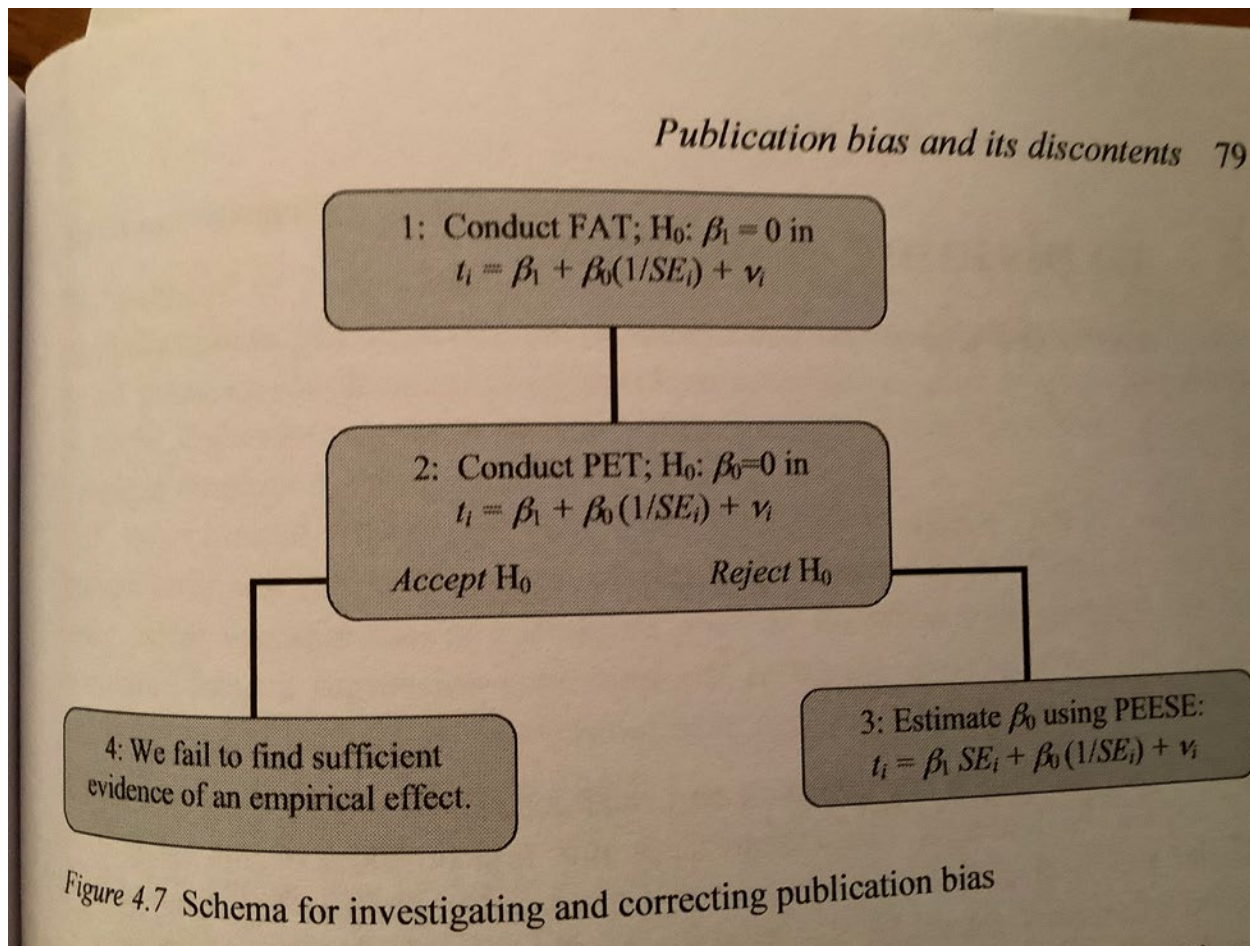 Publication bias and its discontents 79
1: Conduct FAT; H₀: β₁ = 0 in
tᵢ = β₁ + β₀(1/SEᵢ) + νᵢ
2: Conduct PET; H₀: β₀=0 in
tᵢ = β₁ + β₀(1/SEᵢ) + νᵢ
Accept H₀ Reject H₀
3: Estimate β₀ using PEESE:
tᵢ = β₁ SEᵢ + β₀(1/SEᵢ) + νᵢ
4: We fail to find sufficient
evidence of an empirical effect.
Figure 4.7 Schema for investigating and correcting publication bias